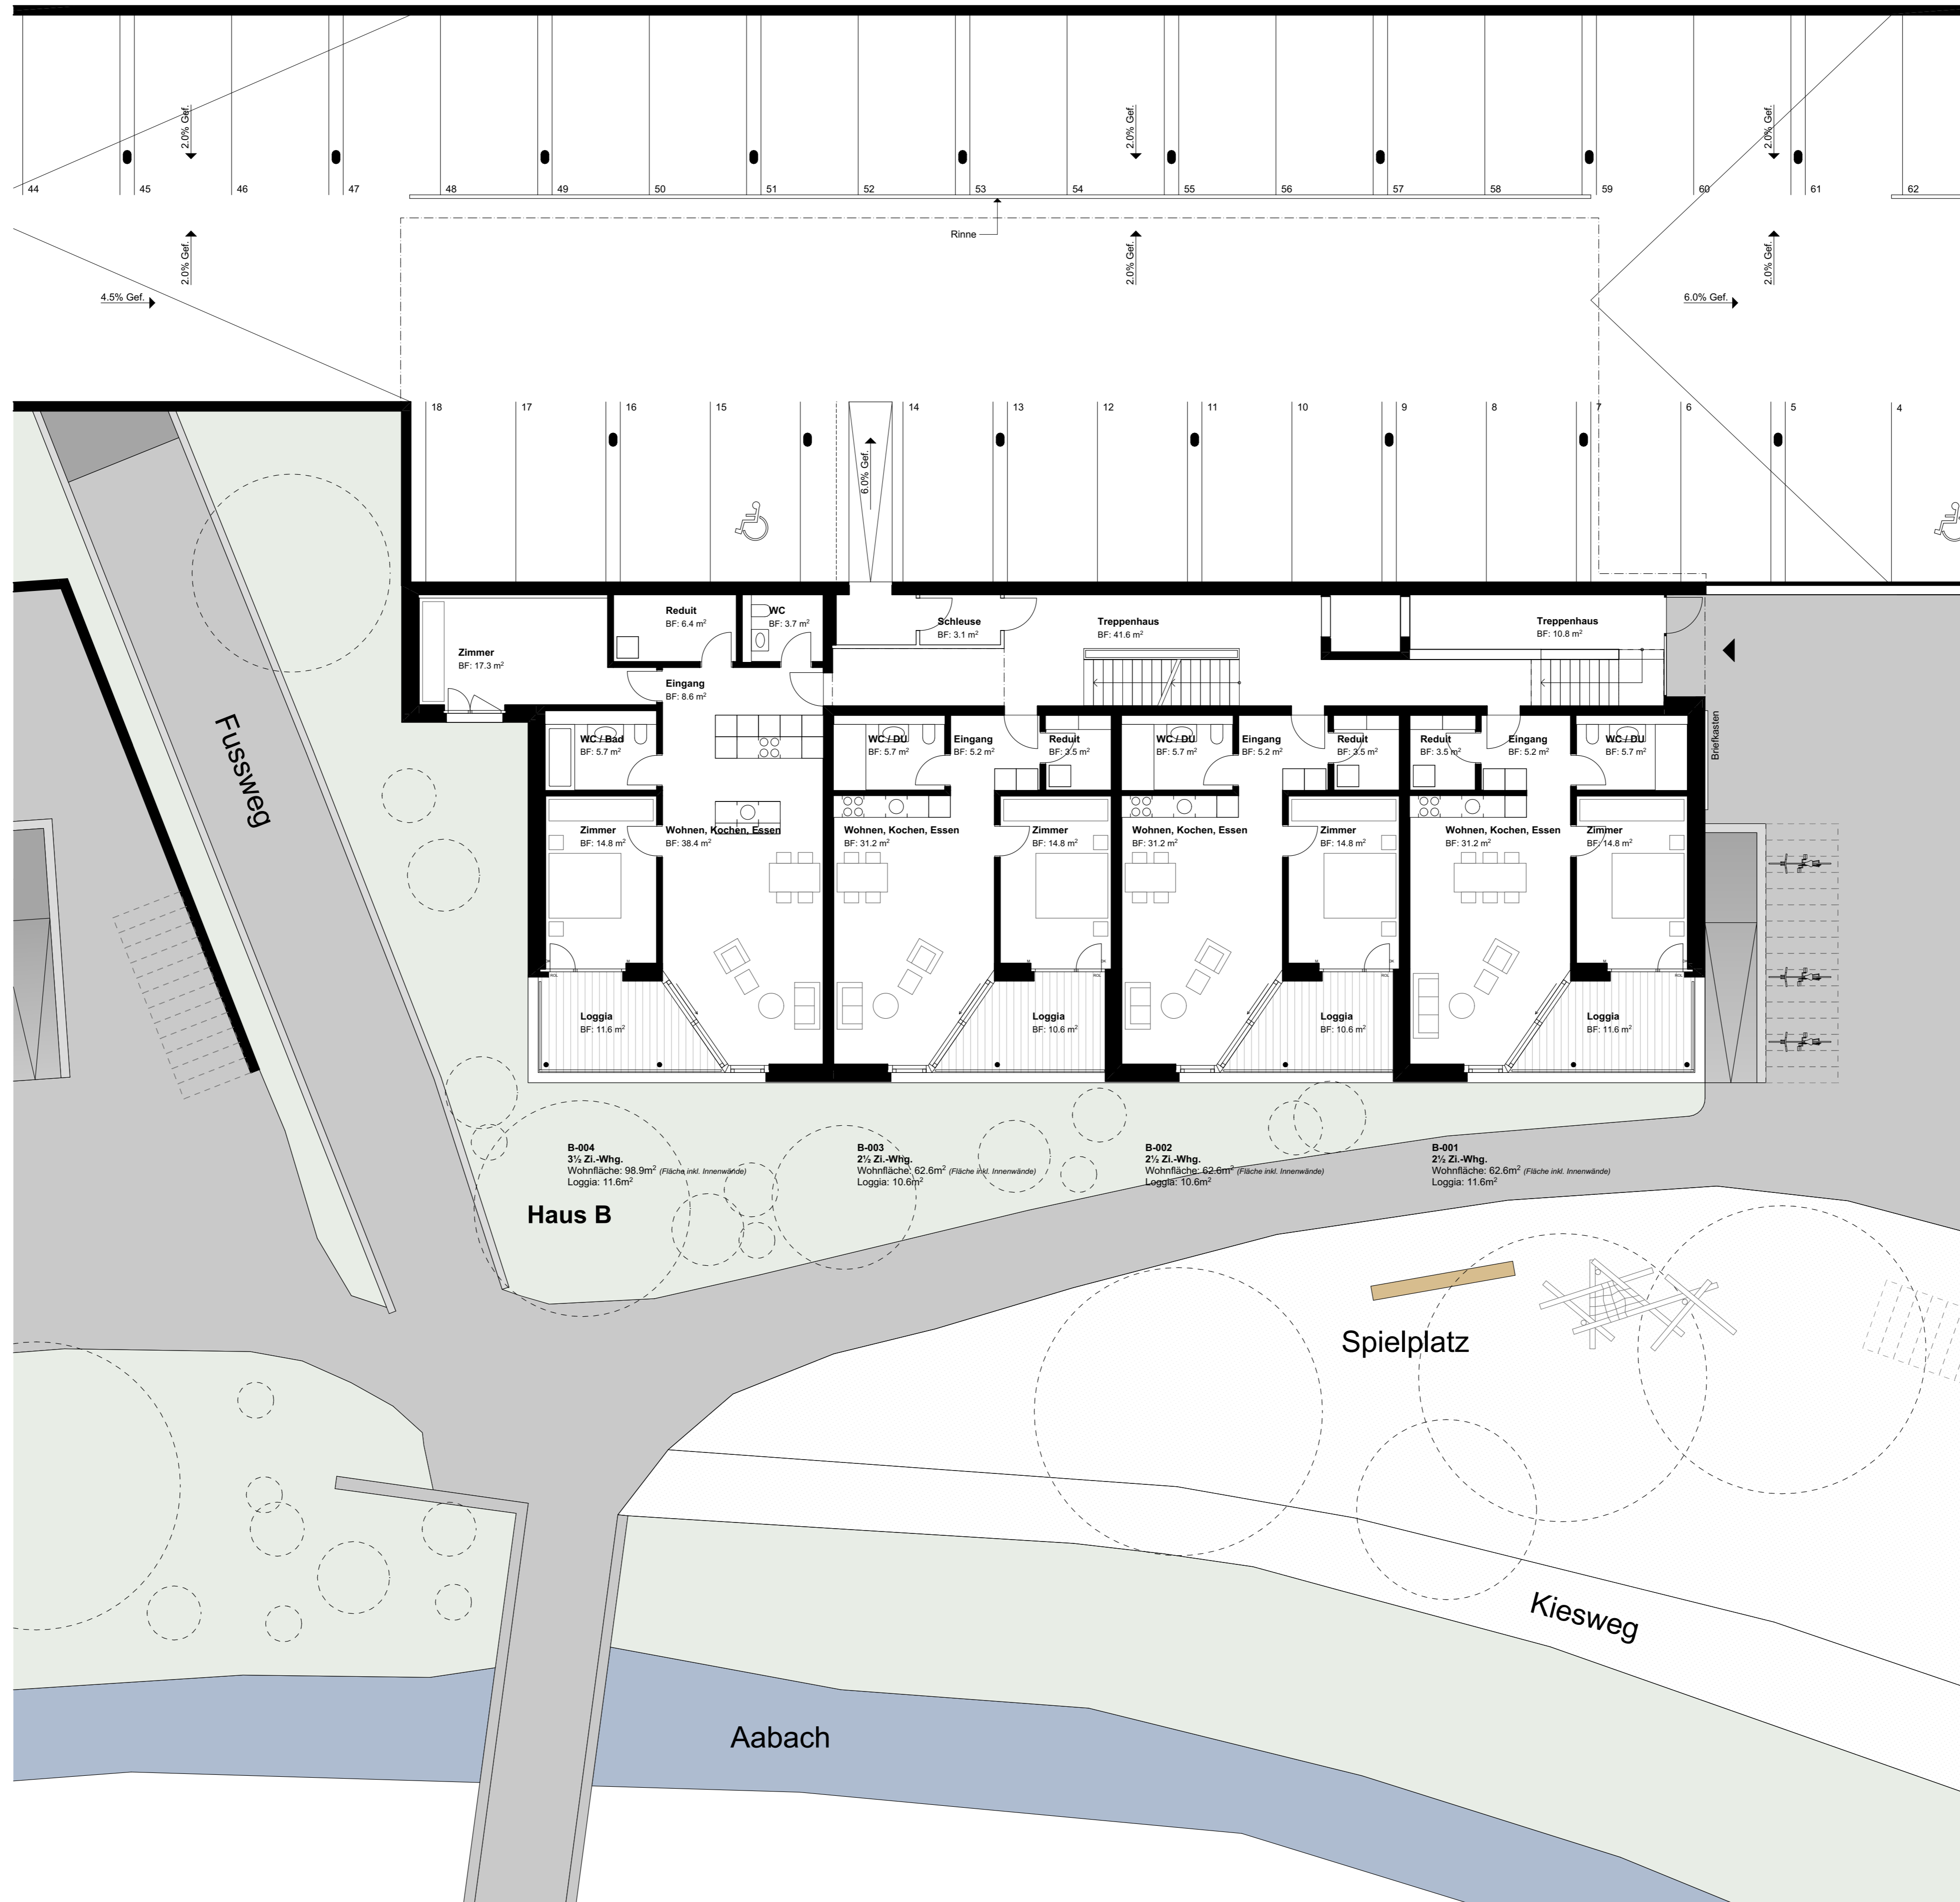 2.0% Gef.
2.0% Gef.
2.0% Gef.
44
45
46
47
48
49
50
51
52
53
54
55
56
57
58
59
60
61
62
Rinne
2.0% Gef.
2.0% Gef.
2.0% Gef.
4.5% Gef.
6.0% Gef.
18
17
16
15
14
13
12
11
10
9
8
7
6
5
4
6.0% Gef.
Reduit
BF: 6.4 m²
WC
BF: 3.7 m²
Schleuse
BF: 3.1 m²
Treppenhaus
BF: 41.6 m²
Treppenhaus
BF: 10.8 m²
Zimmer
BF: 17.3 m²
Eingang
BF: 8.6 m²
Fussweg
WC / Bad
BF: 5.7 m²
WC / DU
BF: 5.7 m²
Eingang
BF: 5.2 m²
Reduit
BF: 3.5 m²
WC / DU
BF: 5.7 m²
Eingang
BF: 5.2 m²
Reduit
BF: 3.5 m²
Reduit
BF: 3.5 m²
Eingang
BF: 5.2 m²
WC / DU
BF: 5.7 m²
Briefkasten
Zimmer
BF: 14.8 m²
Wohnen, Kochen, Essen
BF: 38.4 m²
Wohnen, Kochen, Essen
BF: 31.2 m²
Zimmer
BF: 14.8 m²
Wohnen, Kochen, Essen
BF: 31.2 m²
Zimmer
BF: 14.8 m²
Wohnen, Kochen, Essen
BF: 31.2 m²
Zimmer
BF: 14.8 m²
ROL
ROL
ROL
ROL
Loggia
BF: 11.6 m²
Loggia
BF: 10.6 m²
Loggia
BF: 10.6 m²
Loggia
BF: 11.6 m²
B-004
3½ Zi.-Whg.
Wohnfläche: 98.9m² (Fläche inkl. Innenwände)
Loggia: 11.6m²
B-003
2½ Zi.-Whg.
Wohnfläche: 62.6m² (Fläche inkl. Innenwände)
Loggia: 10.6m²
B-002
2½ Zi.-Whg.
Wohnfläche: 62.6m² (Fläche inkl. Innenwände)
Loggia: 10.6m²
B-001
2½ Zi.-Whg.
Wohnfläche: 62.6m² (Fläche inkl. Innenwände)
Loggia: 11.6m²
Haus B
Spielplatz
Kiesweg
Aabach